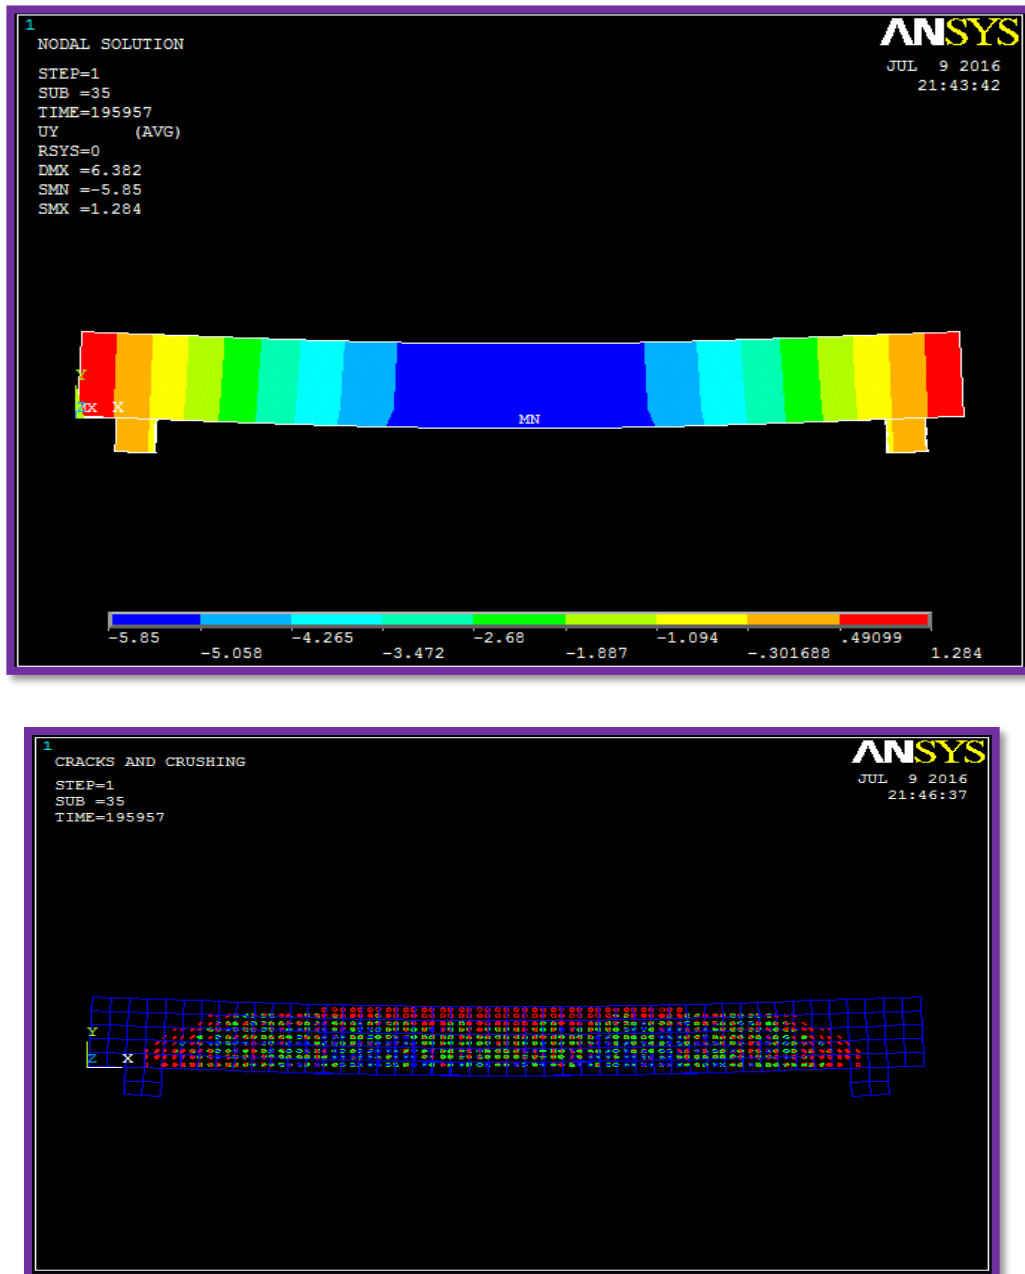 1
ANSYS
NODAL SOLUTION
JUL 9 2016
21:43:42
STEP=1
SUB =35
TIME=195957
UY (AVG)
RSYS=0
DMX =6.382
SMN =-5.85
SMX =1.284
Y
MX X
MN
-5.85 -4.265 -2.68 -1.094 .49099
-5.058 -3.472 -1.887 -.301688 1.284
1
ANSYS
CRACKS AND CRUSHING
JUL 9 2016
21:46:37
STEP=1
SUB =35
TIME=195957
Y
Z X